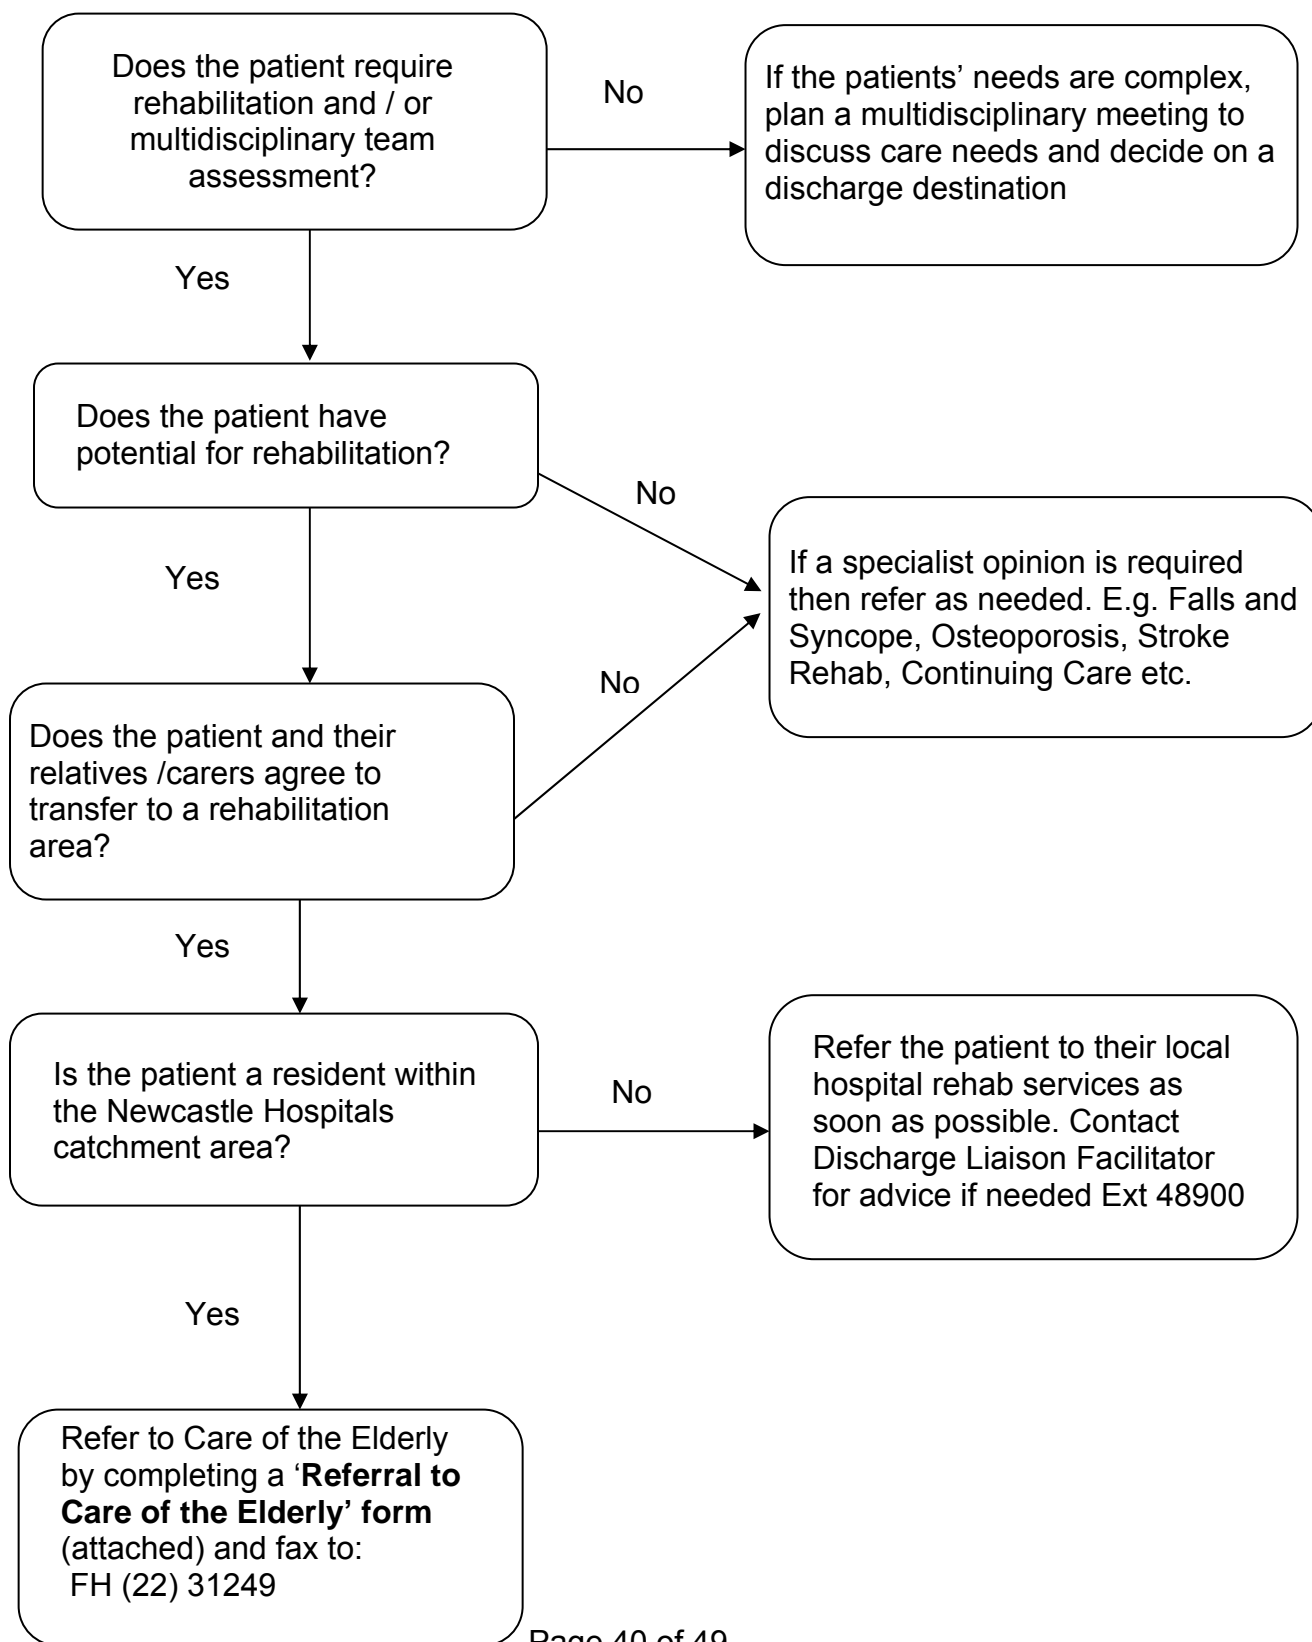 Does the patient require
rehabilitation and / or
multidisciplinary team
assessment?
No
If the patients’ needs are complex,
plan a multidisciplinary meeting to
discuss care needs and decide on a
discharge destination
Yes
Does the patient have
potential for rehabilitation?
No
If a specialist opinion is required
then refer as needed. E.g. Falls and
Syncope, Osteoporosis, Stroke
Rehab, Continuing Care etc.
Yes
No
Does the patient and their
relatives /carers agree to
transfer to a rehabilitation
area?
Yes
Is the patient a resident within
the Newcastle Hospitals
catchment area?
No
Refer the patient to their local
hospital rehab services as
soon as possible. Contact
Discharge Liaison Facilitator
for advice if needed Ext 48900
Yes
Refer to Care of the Elderly
by completing a ‘Referral to
Care of the Elderly’ form
(attached) and fax to:
FH (22) 31249
Page 40 of 49